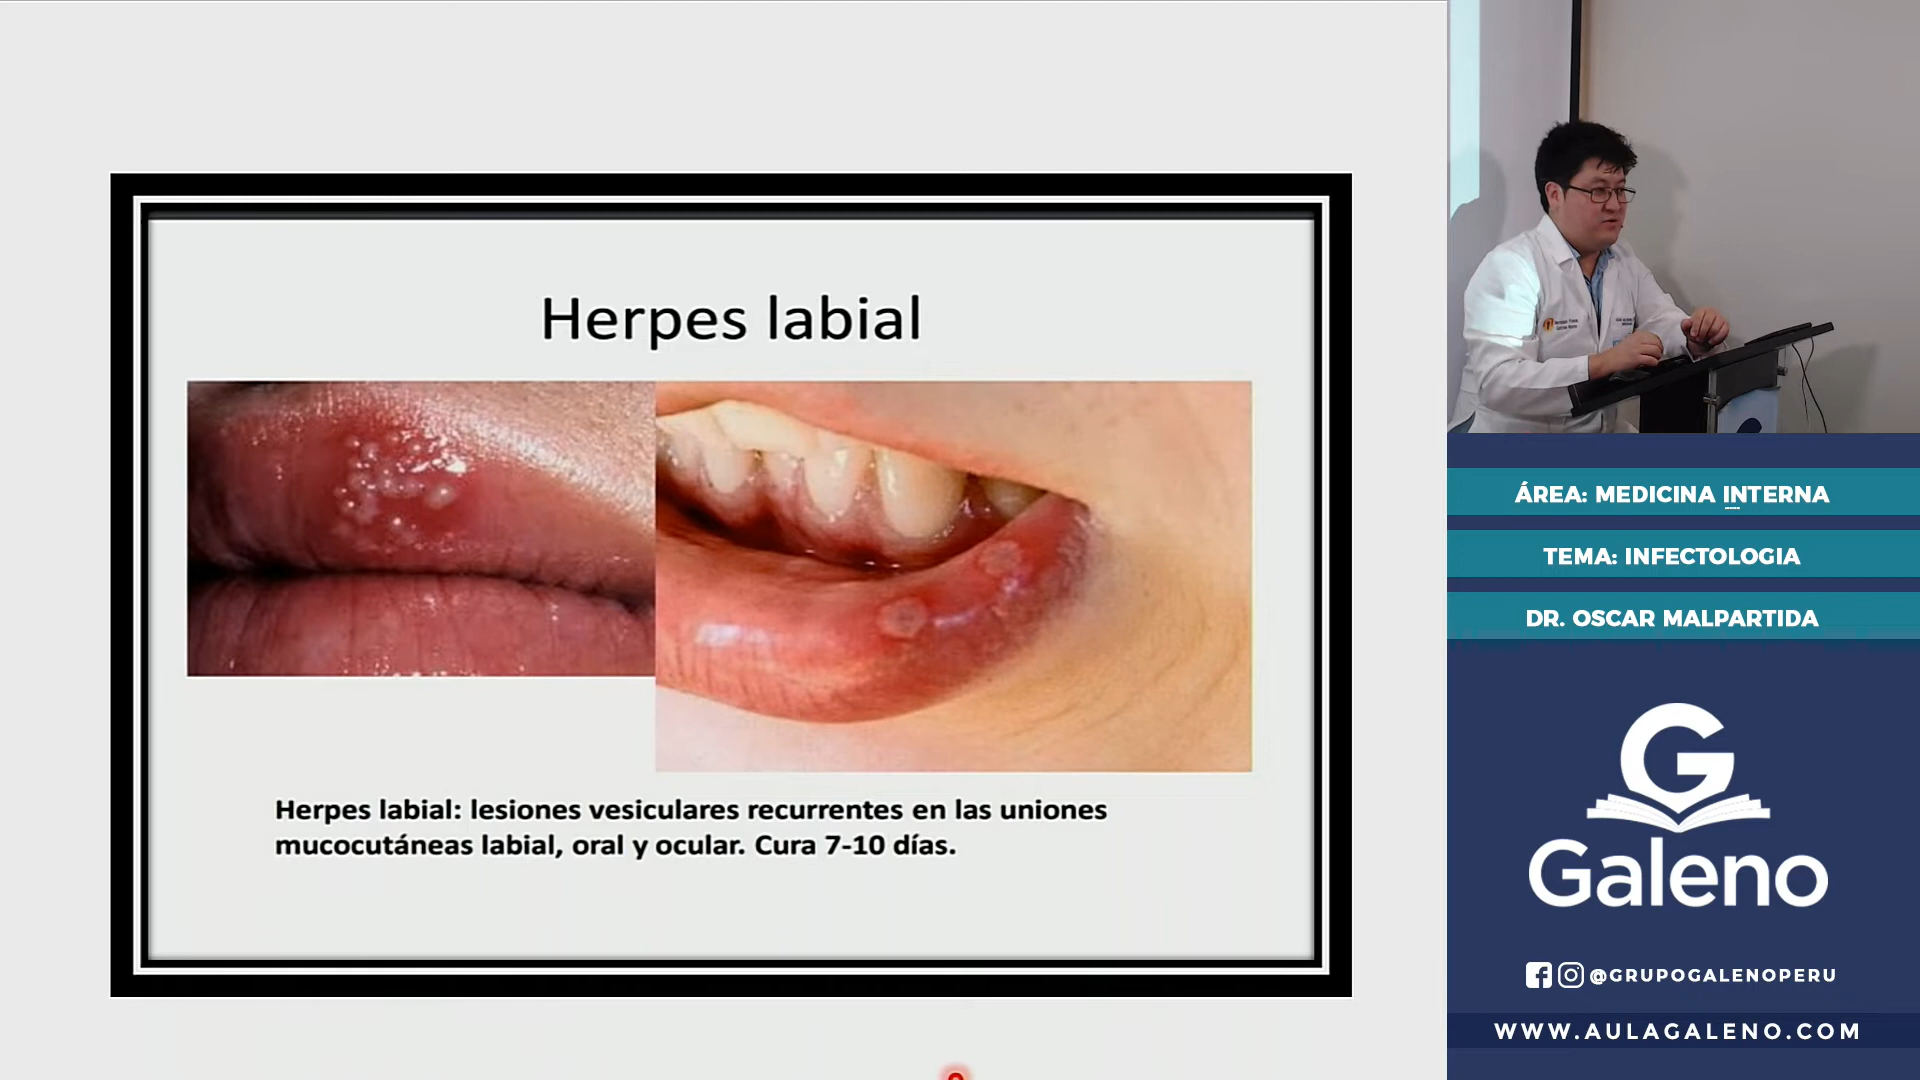 Herpes labial
Herpes labial: lesiones vesiculares recurrentes en las uniones
mucocutáneas labial, oral y ocular. Cura 7-10 días.
ÁREA: MEDICINA INTERNA
TEMA: INFECTOLOGIA
DR. OSCAR MALPARTIDA
G
Galeno
@GRUPOGALENOPERU
WWW.AULAGALENO.COM